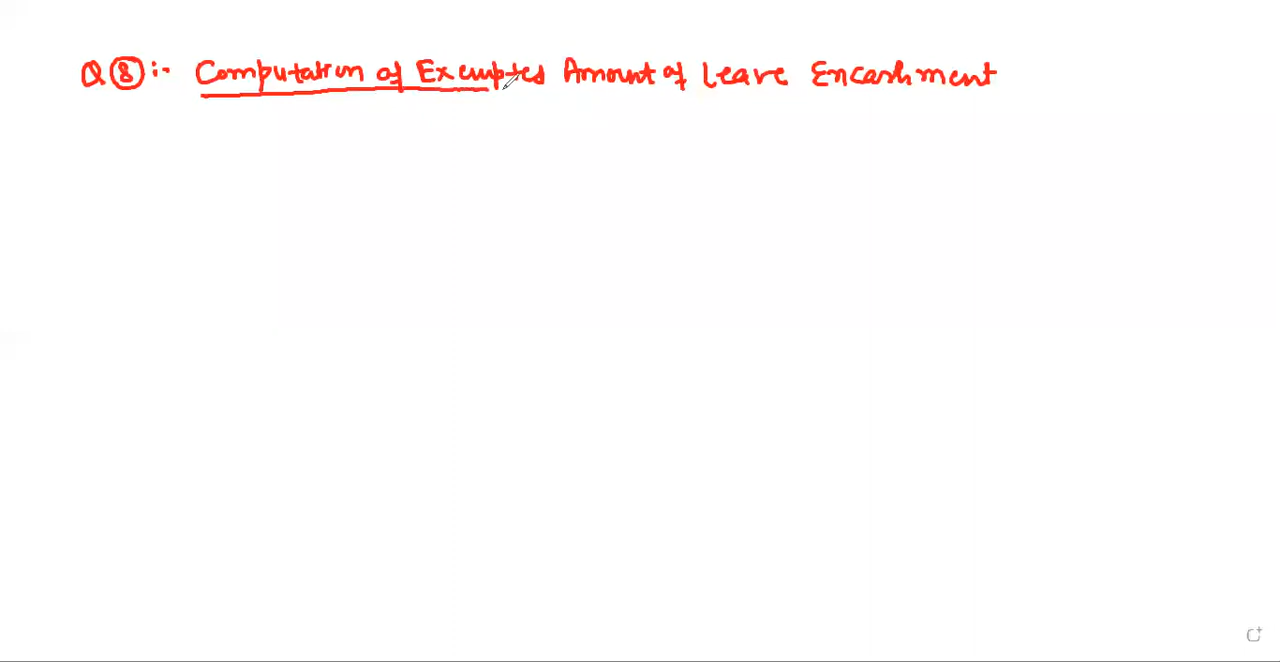 Q (8) :- Computation of Exempted Amount of Leave Encashment